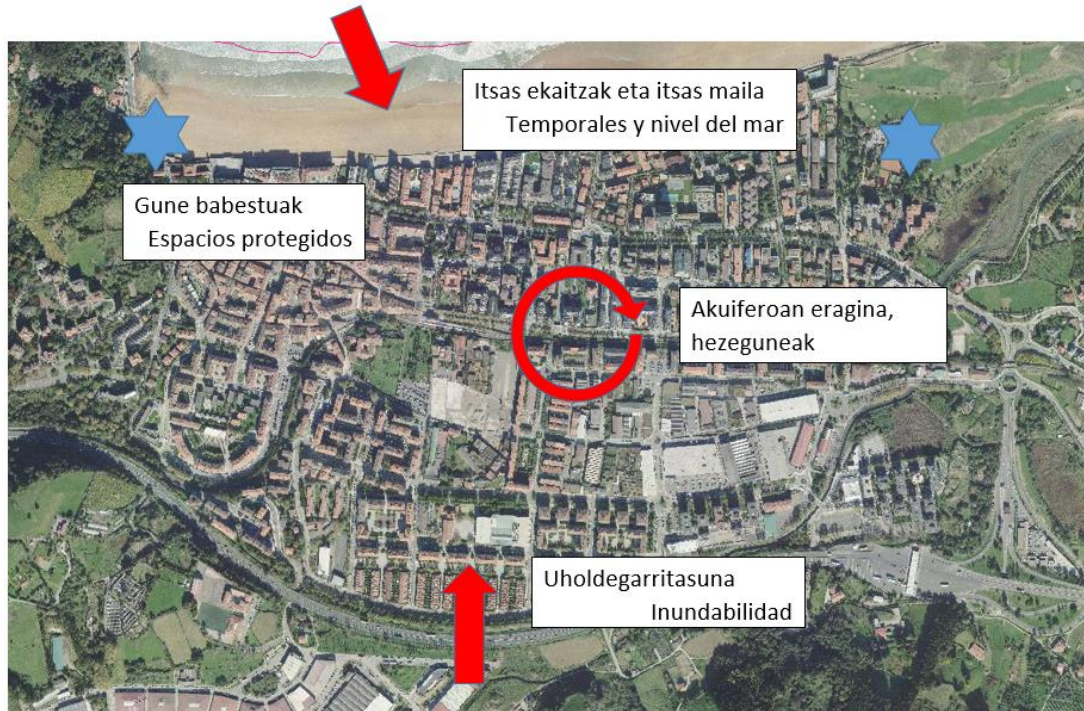 Itsas ekaitzak eta itsas maila
Temporales y nivel del mar
Gune babestuak
Espacios protegidos
Akuiferoan eragina,
hezeguneak
Uholdegarritasuna
Inundabilidad